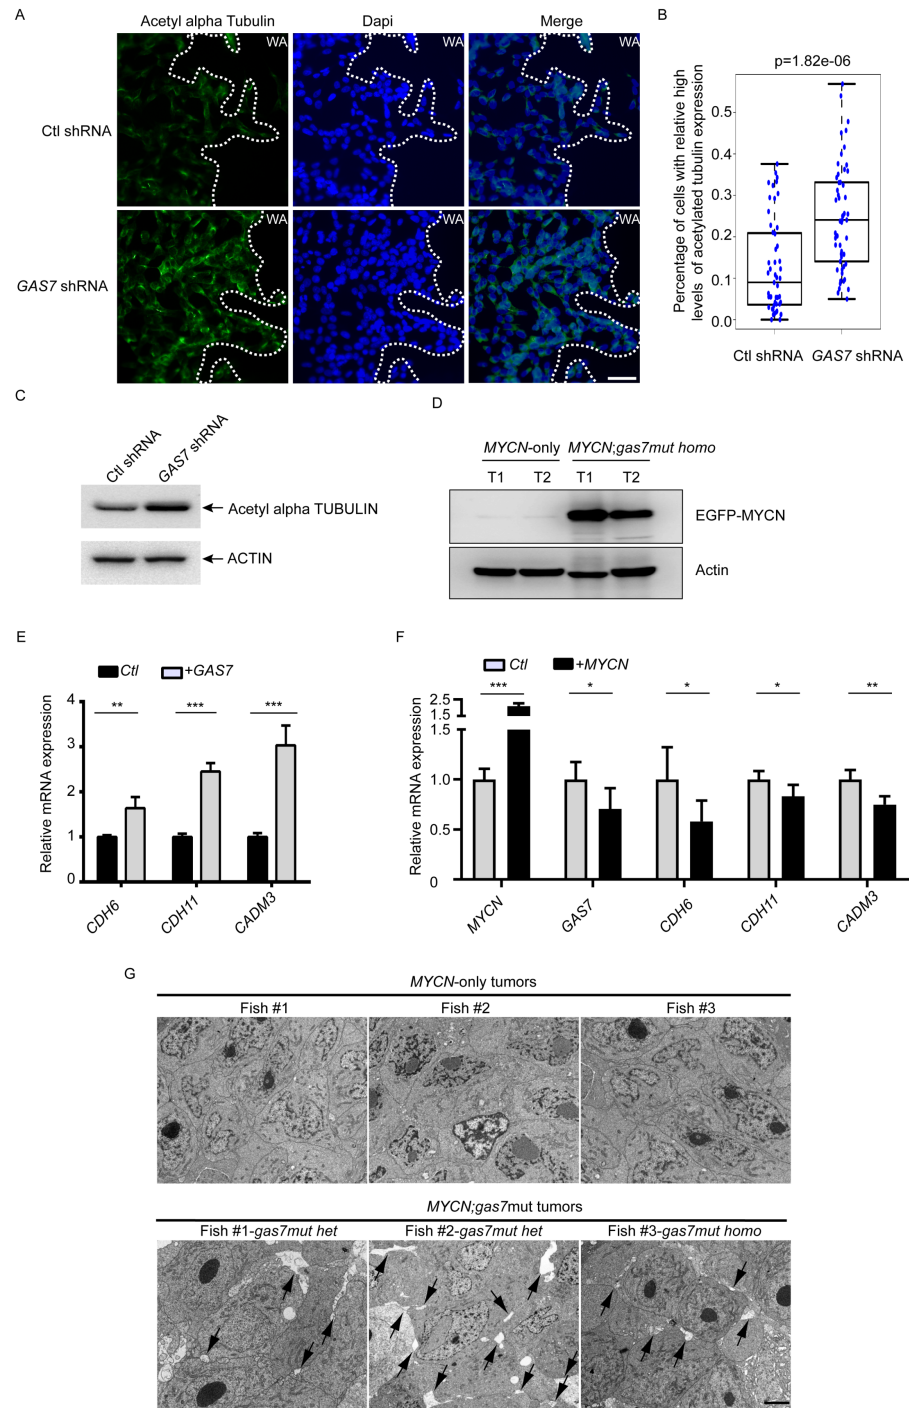 A
Acetyl alpha Tubulin
Dapi
Merge
WA
WA
WA
Ctl shRNA
WA
WA
WA
GAS7 shRNA
B
p=1.82e-06
Percentage of cells with relative high
levels of acetylated tubulin expression
0.5
0.4
0.3
0.2
0.1
0.0
Ctl shRNA
GAS7 shRNA
C
Ctl shRNA
GAS7 shRNA
Acetyl alpha TUBULIN
ACTIN
D
MYCN-only
MYCN;gas7mut homo
T1
T2
T1
T2
EGFP-MYCN
Actin
E
Ctl
+GAS7
Relative mRNA expression
4
3
2
1
0
**
***
***
CDH6
CDH11
CADM3
F
Ctl
+MYCN
Relative mRNA expression
2.5
1.5
1.5
1.0
0.5
0
***
*
*
*
**
MYCN
GAS7
CDH6
CDH11
CADM3
G
MYCN-only tumors
Fish #1
Fish #2
Fish #3
MYCN;gas7mut tumors
Fish #1-gas7mut het
Fish #2-gas7mut het
Fish #3-gas7mut homo